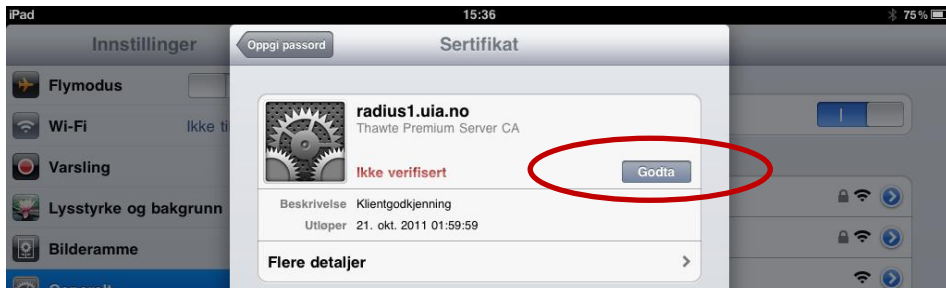 iPad 15:36 75%
Innstillinger Oppgi passord Sertifikat
Flymodus
Wi-Fi Ikke ti
Varsling
Lysstyrke og bakgrunn
Bilderamme
Generelt
radius1.uia.no
Thawte Premium Server CA
Ikke verifisert Godta
Beskrivelse Klientgodkjenning
Utløper 21. okt. 2011 01:59:59
Flere detaljer